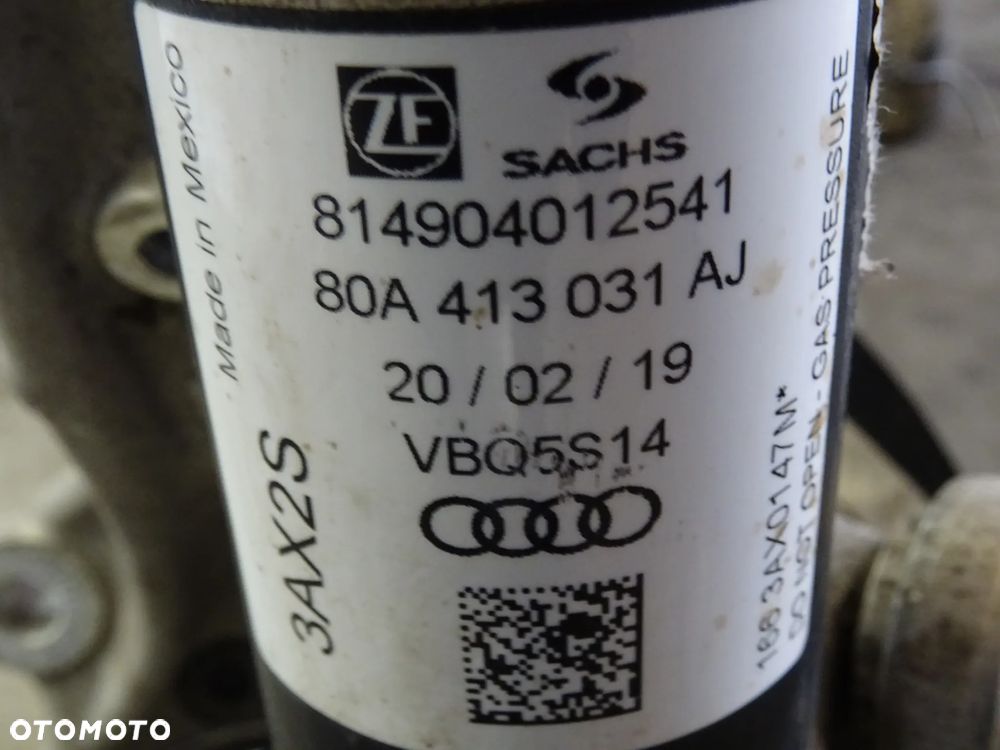 Made in Mexico
ZF
SACHS
814904012541
80A 413 031 AJ
20 / 02 / 19
VBQ5S14
3AX2S
DO NOT OPEN - GAS PRESSURE
OTOMOTO